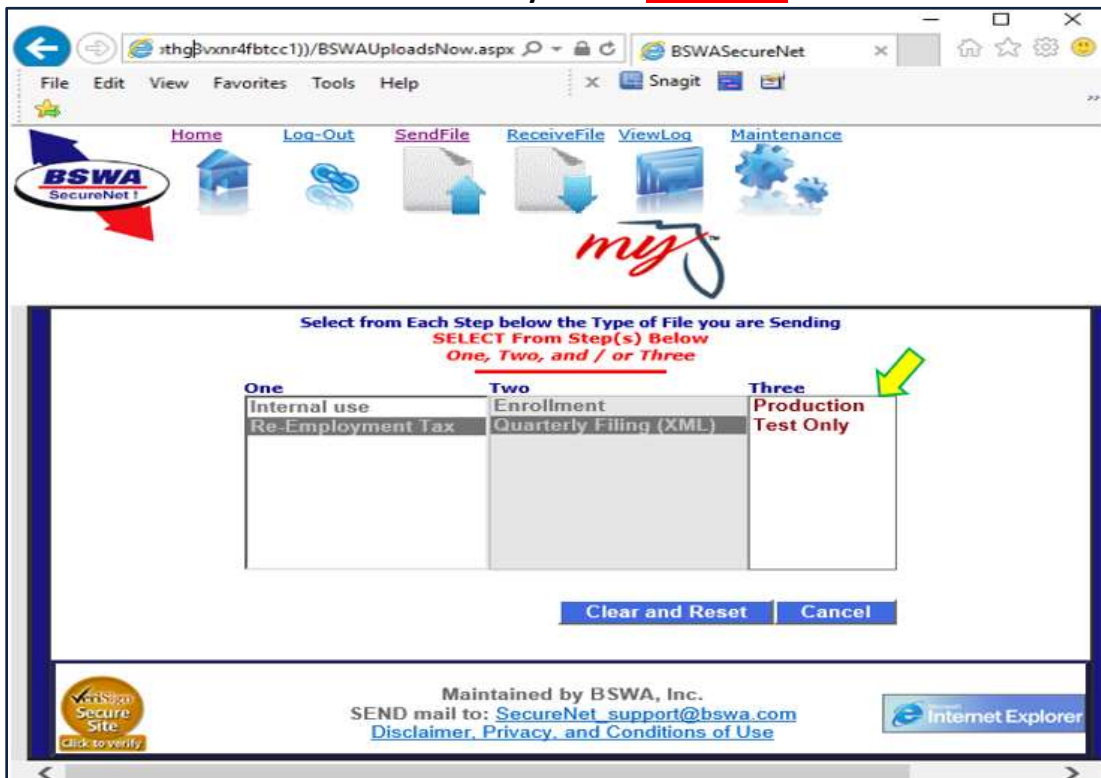 вthgβvxnr4fbtcc1))/BSWAUploadsNow.aspx
BSWASecureNet
File Edit View Favorites Tools Help
Snagit
Home Log-Out SendFile ReceiveFile ViewLog Maintenance
BSWA
SecureNet !
my
TM
Select from Each Step below the Type of File you are Sending
SELECT From Step(s) Below
One, Two, and / or Three
One Two Three
Internal use Enrollment Production
Re-Employment Tax Quarterly Filing (XML) Test Only
Clear and Reset Cancel
VeriSign
Secure
Site
Click to verify
Maintained by BSWA, Inc.
SEND mail to: SecureNet_support@bswa.com
Disclaimer, Privacy, and Conditions of Use
Microsoft
Internet Explorer